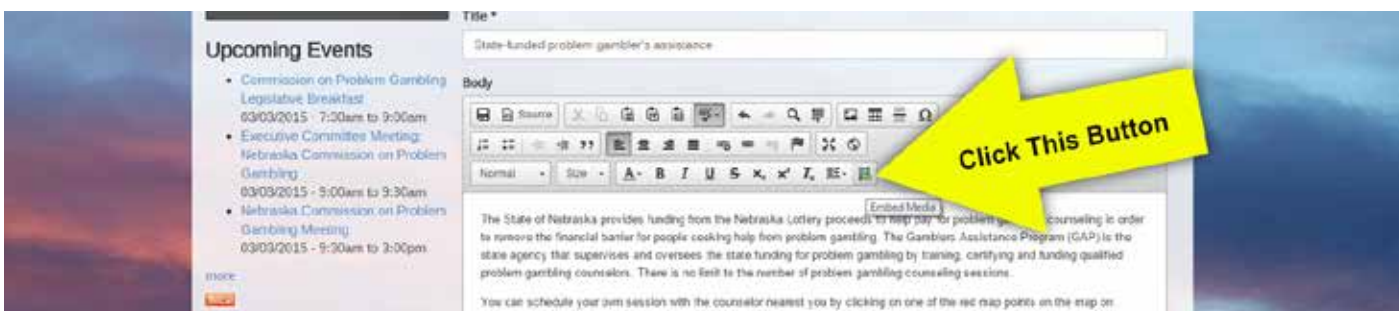 Title *
Upcoming Events
State-funded problem gambler's assistance
Commission on Problem Gambling
Legislative Breakfast
03/03/2015 - 7:30am to 9:00am
Executive Committee Meeting:
Nebraska Commission on Problem
Gambling
03/03/2015 - 9:00am to 9:30am
Nebraska Commission on Problem
Gambling Meeting
03/03/2015 - 9:30am to 3:00pm
more
Body
Source
Normal
Size
Click This Button
Embed Media
The State of Nebraska provides funding from the Nebraska Lottery proceeds to help pay for problem counseling in order
to remove the financial barrier for people seeking help from problem gambling. The Gamblers Assistance Program (GAP) is the
state agency that supervises and oversees the state funding for problem gambling by training, certifying and funding qualified
problem gambling counselors. There is no limit to the number of problem gambling counseling sessions.
You can schedule your own session with the counselor nearest you by clicking on one of the red map points on the map on